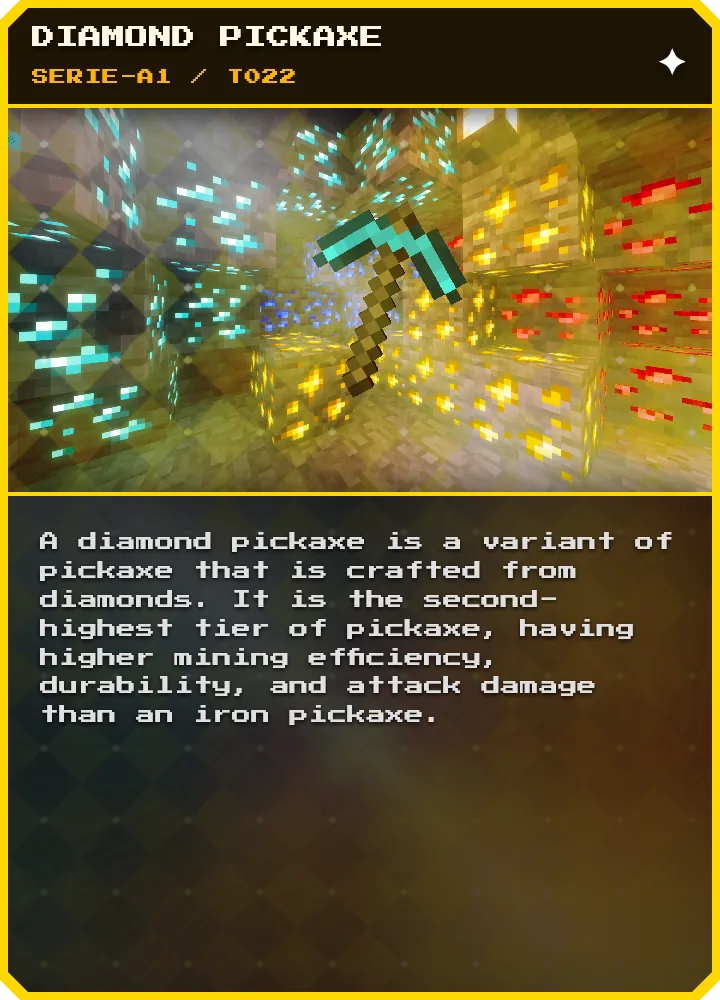 DIAMOND PICKAXE
SERIE-A1 / T022
A diamond pickaxe is a variant of
pickaxe that is crafted from
diamonds. It is the second-
highest tier of pickaxe, having
higher mining efficiency,
durability, and attack damage
than an iron pickaxe.